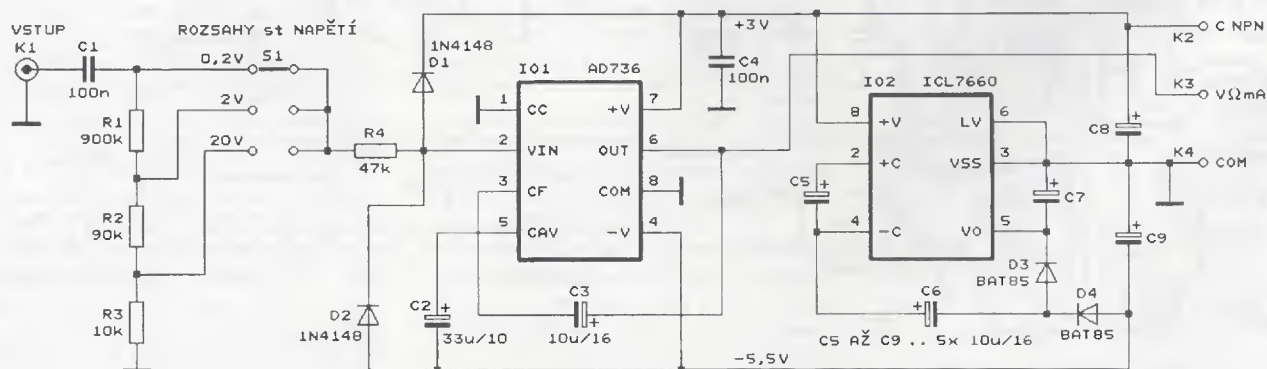 VSTUP
K1
C1
100n
ROZSAHY st NAPĚTÍ
0,2V
S1
2V
20V
R1
900k
R2
90k
R3
10k
R4
47k
1N4148
D1
D2
1N4148
IO1 AD736
1 CC
2 VIN
3 CF
5 CAV
+V 7
OUT 6
COM 8
-V 4
C2
33u/10
C3
10u/16
+3V
C4
100n
-5,5V
IO2 ICL7660
8 +V
2 +C
4 -C
LV 6
VSS 3
VO 5
C5
C6
C7
C8
C9
D3
BAT85
D4
BAT85
C5 AŽ C9 .. 5x 10u/16
K2 C NPN
K3 VΩmA
K4 COM